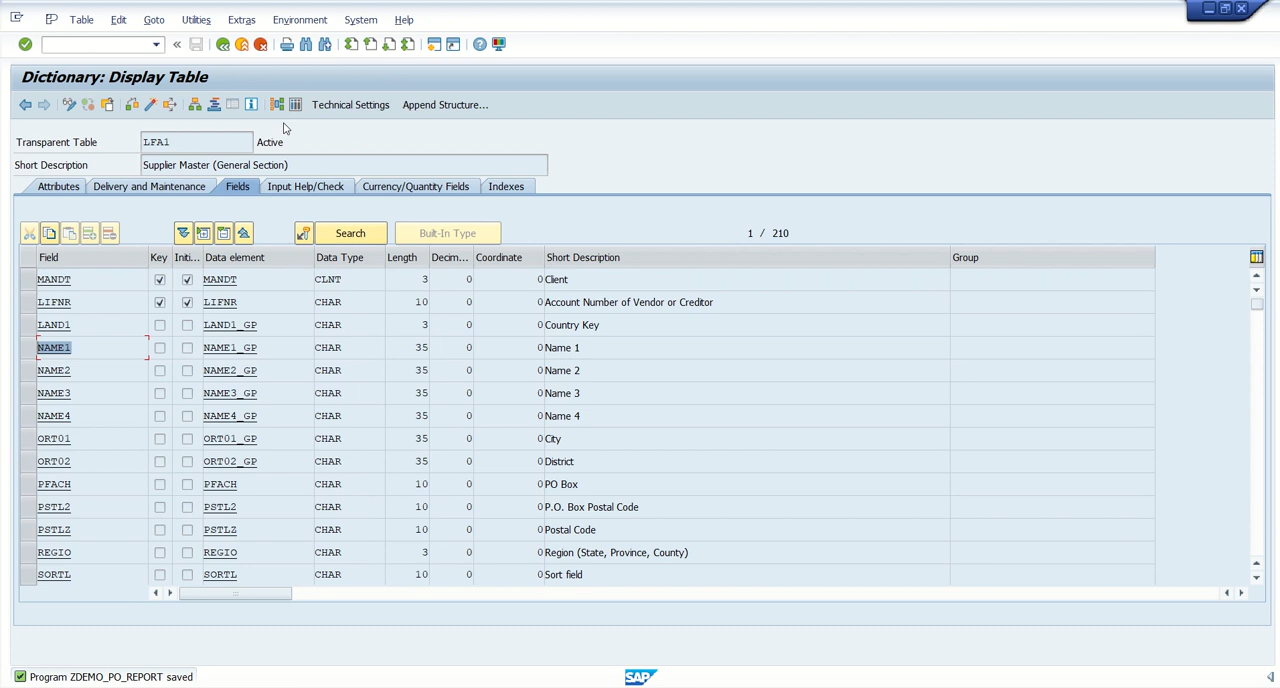 Table Edit Goto Utilities Extras Environment System Help
Dictionary: Display Table
Technical Settings Append Structure...
Transparent Table LFA1 Active
Short Description Supplier Master (General Section)
Attributes Delivery and Maintenance Fields Input Help/Check Currency/Quantity Fields Indexes
Search Built-In Type 1 / 210
Field Key Initi... Data element Data Type Length Decim... Coordinate Short Description Group
MANDT MANDT CLNT 3 0 0 Client
LIFNR LIFNR CHAR 10 0 0 Account Number of Vendor or Creditor
LAND1 LAND1_GP CHAR 3 0 0 Country Key
NAME1 NAME1_GP CHAR 35 0 0 Name 1
NAME2 NAME2_GP CHAR 35 0 0 Name 2
NAME3 NAME3_GP CHAR 35 0 0 Name 3
NAME4 NAME4_GP CHAR 35 0 0 Name 4
ORT01 ORT01_GP CHAR 35 0 0 City
ORT02 ORT02_GP CHAR 35 0 0 District
PFACH PFACH CHAR 10 0 0 PO Box
PSTL2 PSTL2 CHAR 10 0 0 P.O. Box Postal Code
PSTLZ PSTLZ CHAR 10 0 0 Postal Code
REGIO REGIO CHAR 3 0 0 Region (State, Province, County)
SORTL SORTL CHAR 10 0 0 Sort field
Program ZDEMO_PO_REPORT saved SAP